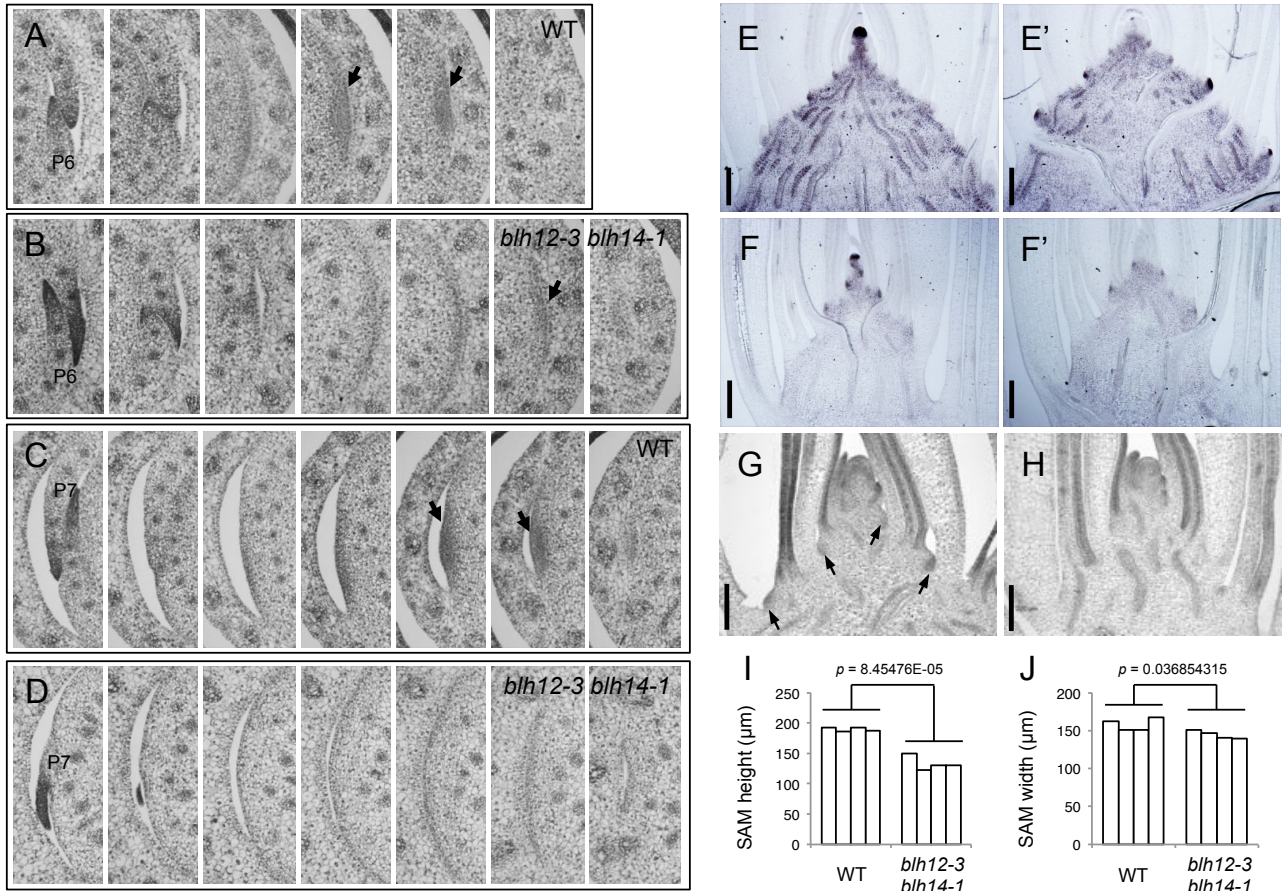 A
WT
P6
B
blh12-3 blh14-1
P6
C
WT
P7
D
blh12-3 blh14-1
P7
E
E'
F
F'
G
H
I
p = 8.45476E-05
SAM height (µm)
250
200
150
100
50
0
WT
blh12-3
blh14-1
J
p = 0.036854315
SAM width (µm)
200
150
100
50
0
WT
blh12-3
blh14-1